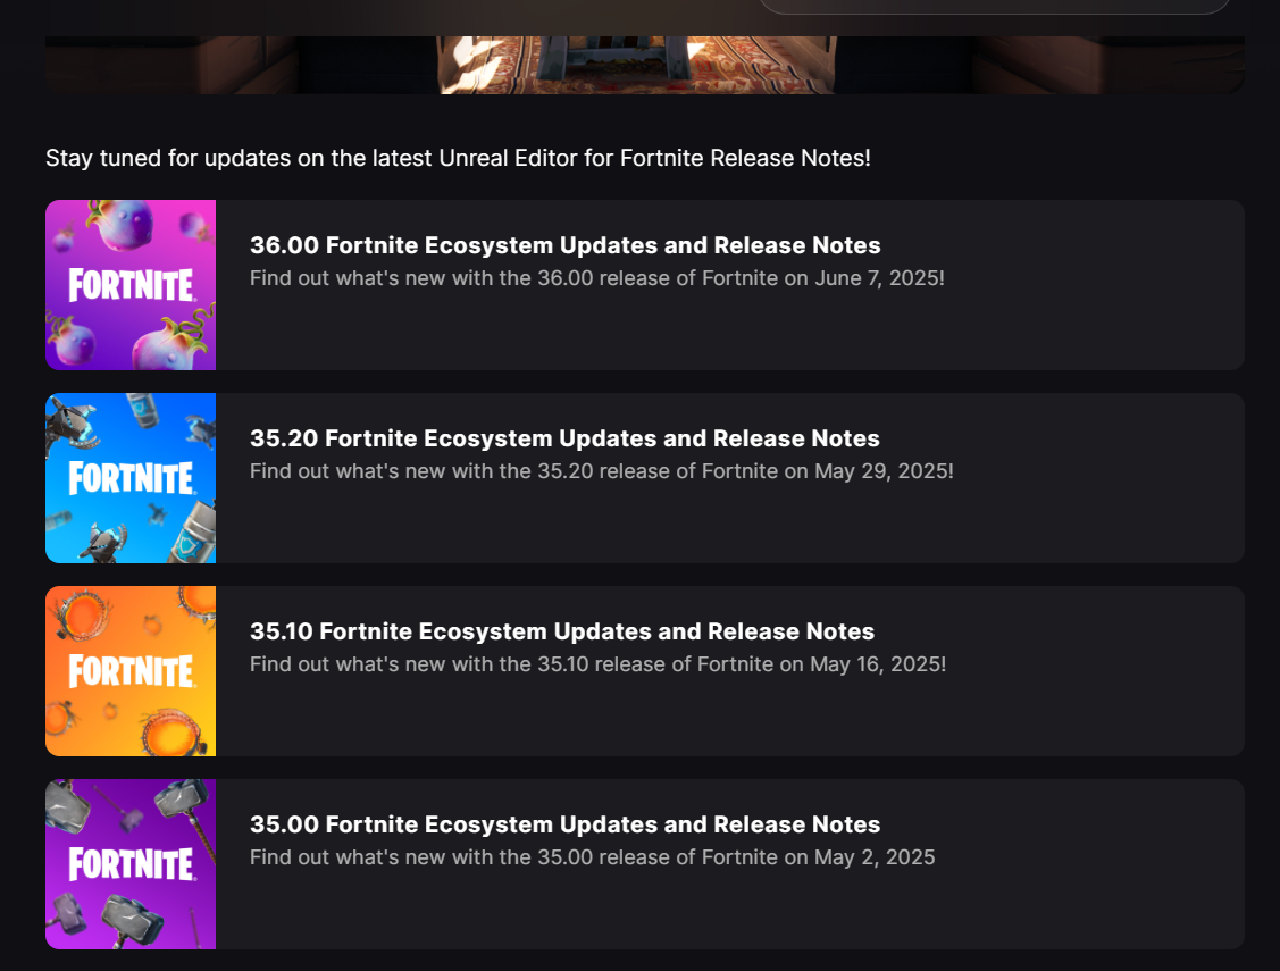 Stay tuned for updates on the latest Unreal Editor for Fortnite Release Notes!
FORTNITE
36.00 Fortnite Ecosystem Updates and Release Notes
Find out what's new with the 36.00 release of Fortnite on June 7, 2025!
FORTNITE
35.20 Fortnite Ecosystem Updates and Release Notes
Find out what's new with the 35.20 release of Fortnite on May 29, 2025!
FORTNITE
35.10 Fortnite Ecosystem Updates and Release Notes
Find out what's new with the 35.10 release of Fortnite on May 16, 2025!
FORTNITE
35.00 Fortnite Ecosystem Updates and Release Notes
Find out what's new with the 35.00 release of Fortnite on May 2, 2025